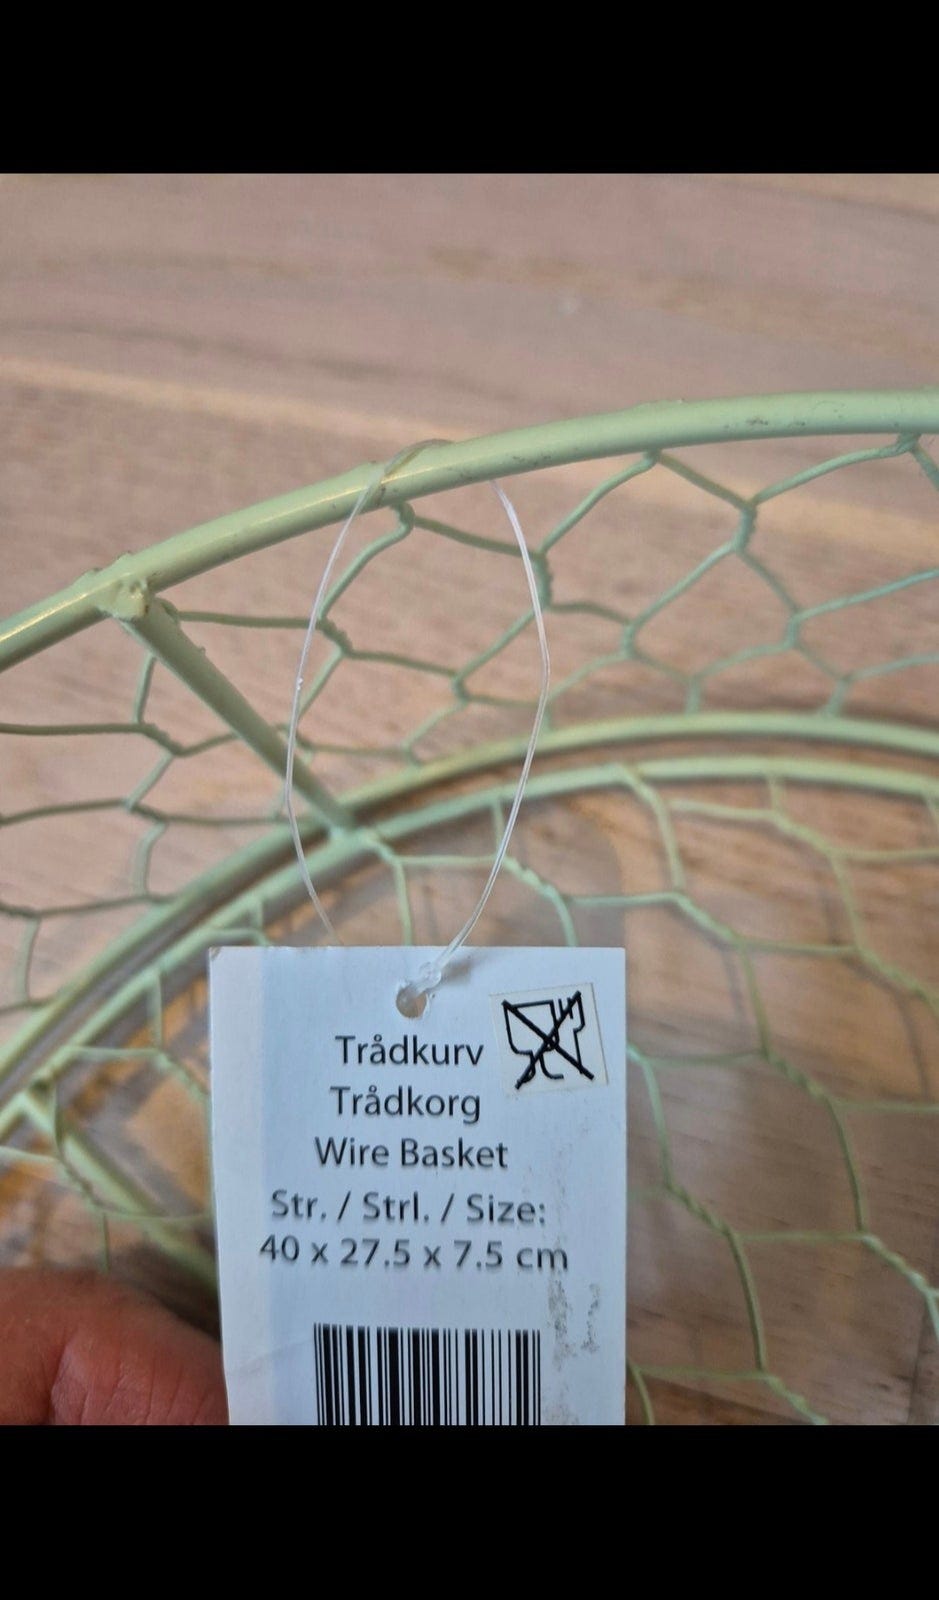 Trådkurv
Trådkorg
Wire Basket
Str. / Strl. / Size:
40 x 27.5 x 7.5 cm